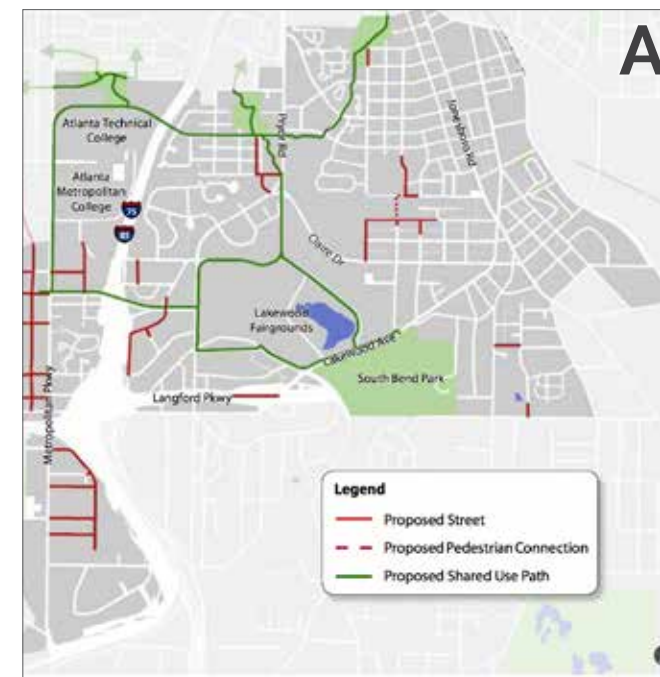 A
Jonesboro Rd
Pryor Rd
Atlanta Technical
College
Atlanta
Metropolitan
College
75
85
Claire Dr
Lakewood
Fairgrounds
Lakewood Ave
South Bend Park
Langford Pkwy
Metropolitan Pkwy
Legend
Proposed Street
Proposed Pedestrian Connection
Proposed Shared Use Path